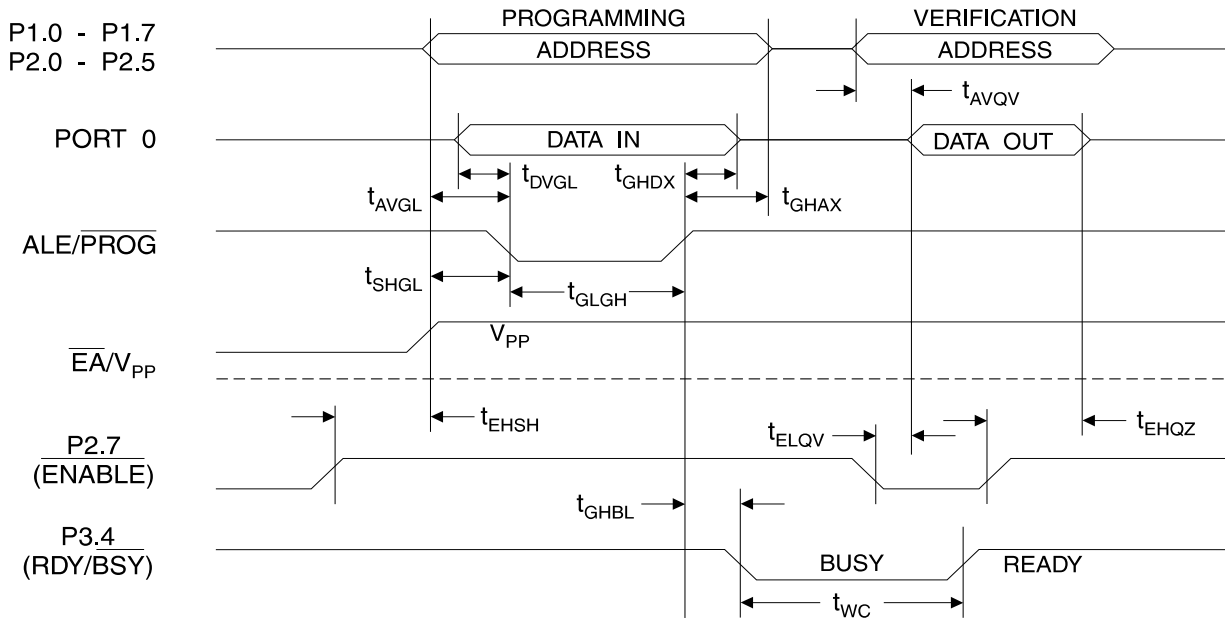 PROGRAMMING
VERIFICATION
P1.0 - P1.7
P2.0 - P2.5
ADDRESS
ADDRESS
tAVQV
PORT 0
DATA IN
DATA OUT
tDVGL
tGHDX
tAVGL
tGHAX
ALE/PROG
tSHGL
tGLGH
VPP
EA/VPP
tEHSH
tELQV
tEHQZ
P2.7
(ENABLE)
tGHBL
P3.4
(RDY/BSY)
BUSY
READY
tWC